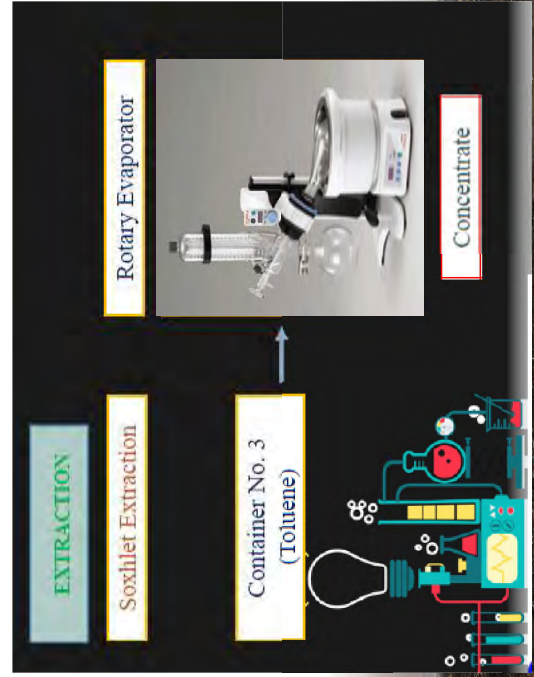 EXTRACTION
Soxhlet Extraction
Container No. 3
(Toluene)
Rotary Evaporator
Concentrate